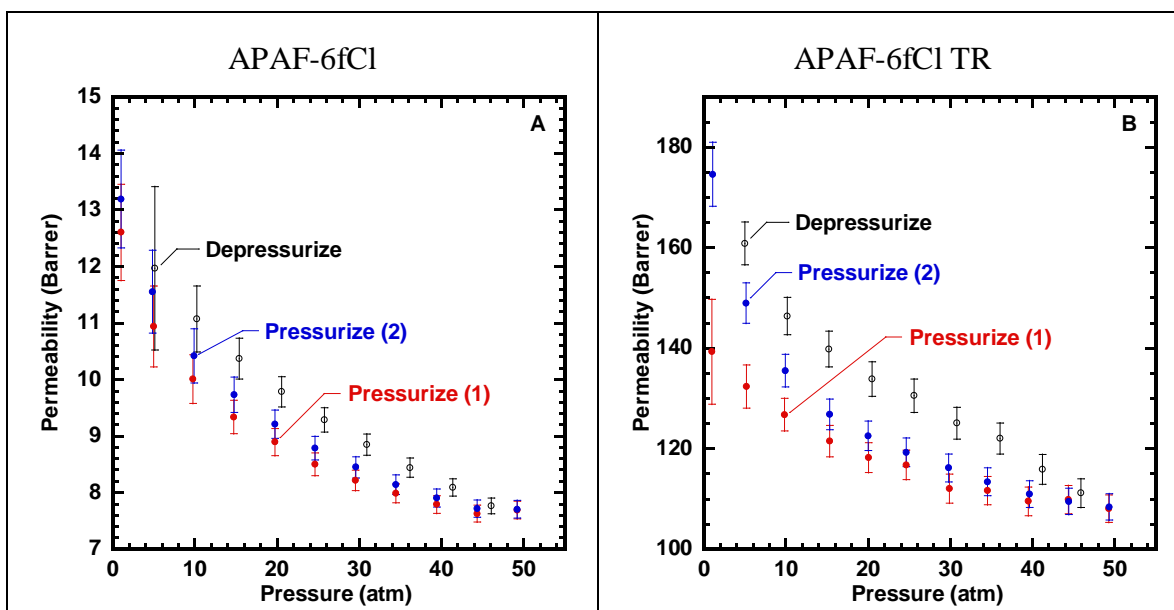 APAF-6fCl
A
15
14
13
12
11
10
9
8
7
Permeability (Barrer)
Depressurize
Pressurize (2)
Pressurize (1)
0 10 20 30 40 50
Pressure (atm)
APAF-6fCl TR
B
180
160
140
120
100
Permeability (Barrer)
Depressurize
Pressurize (2)
Pressurize (1)
0 10 20 30 40 50
Pressure (atm)